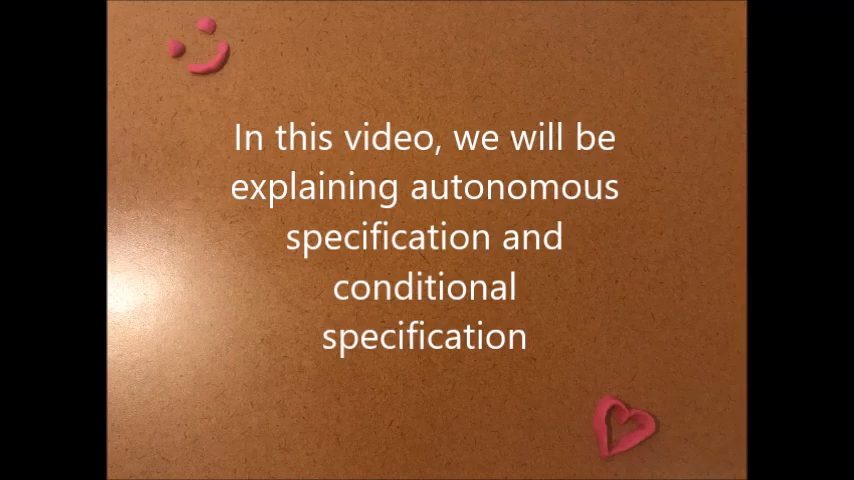 In this video, we will be
explaining autonomous
specification and
conditional
specification